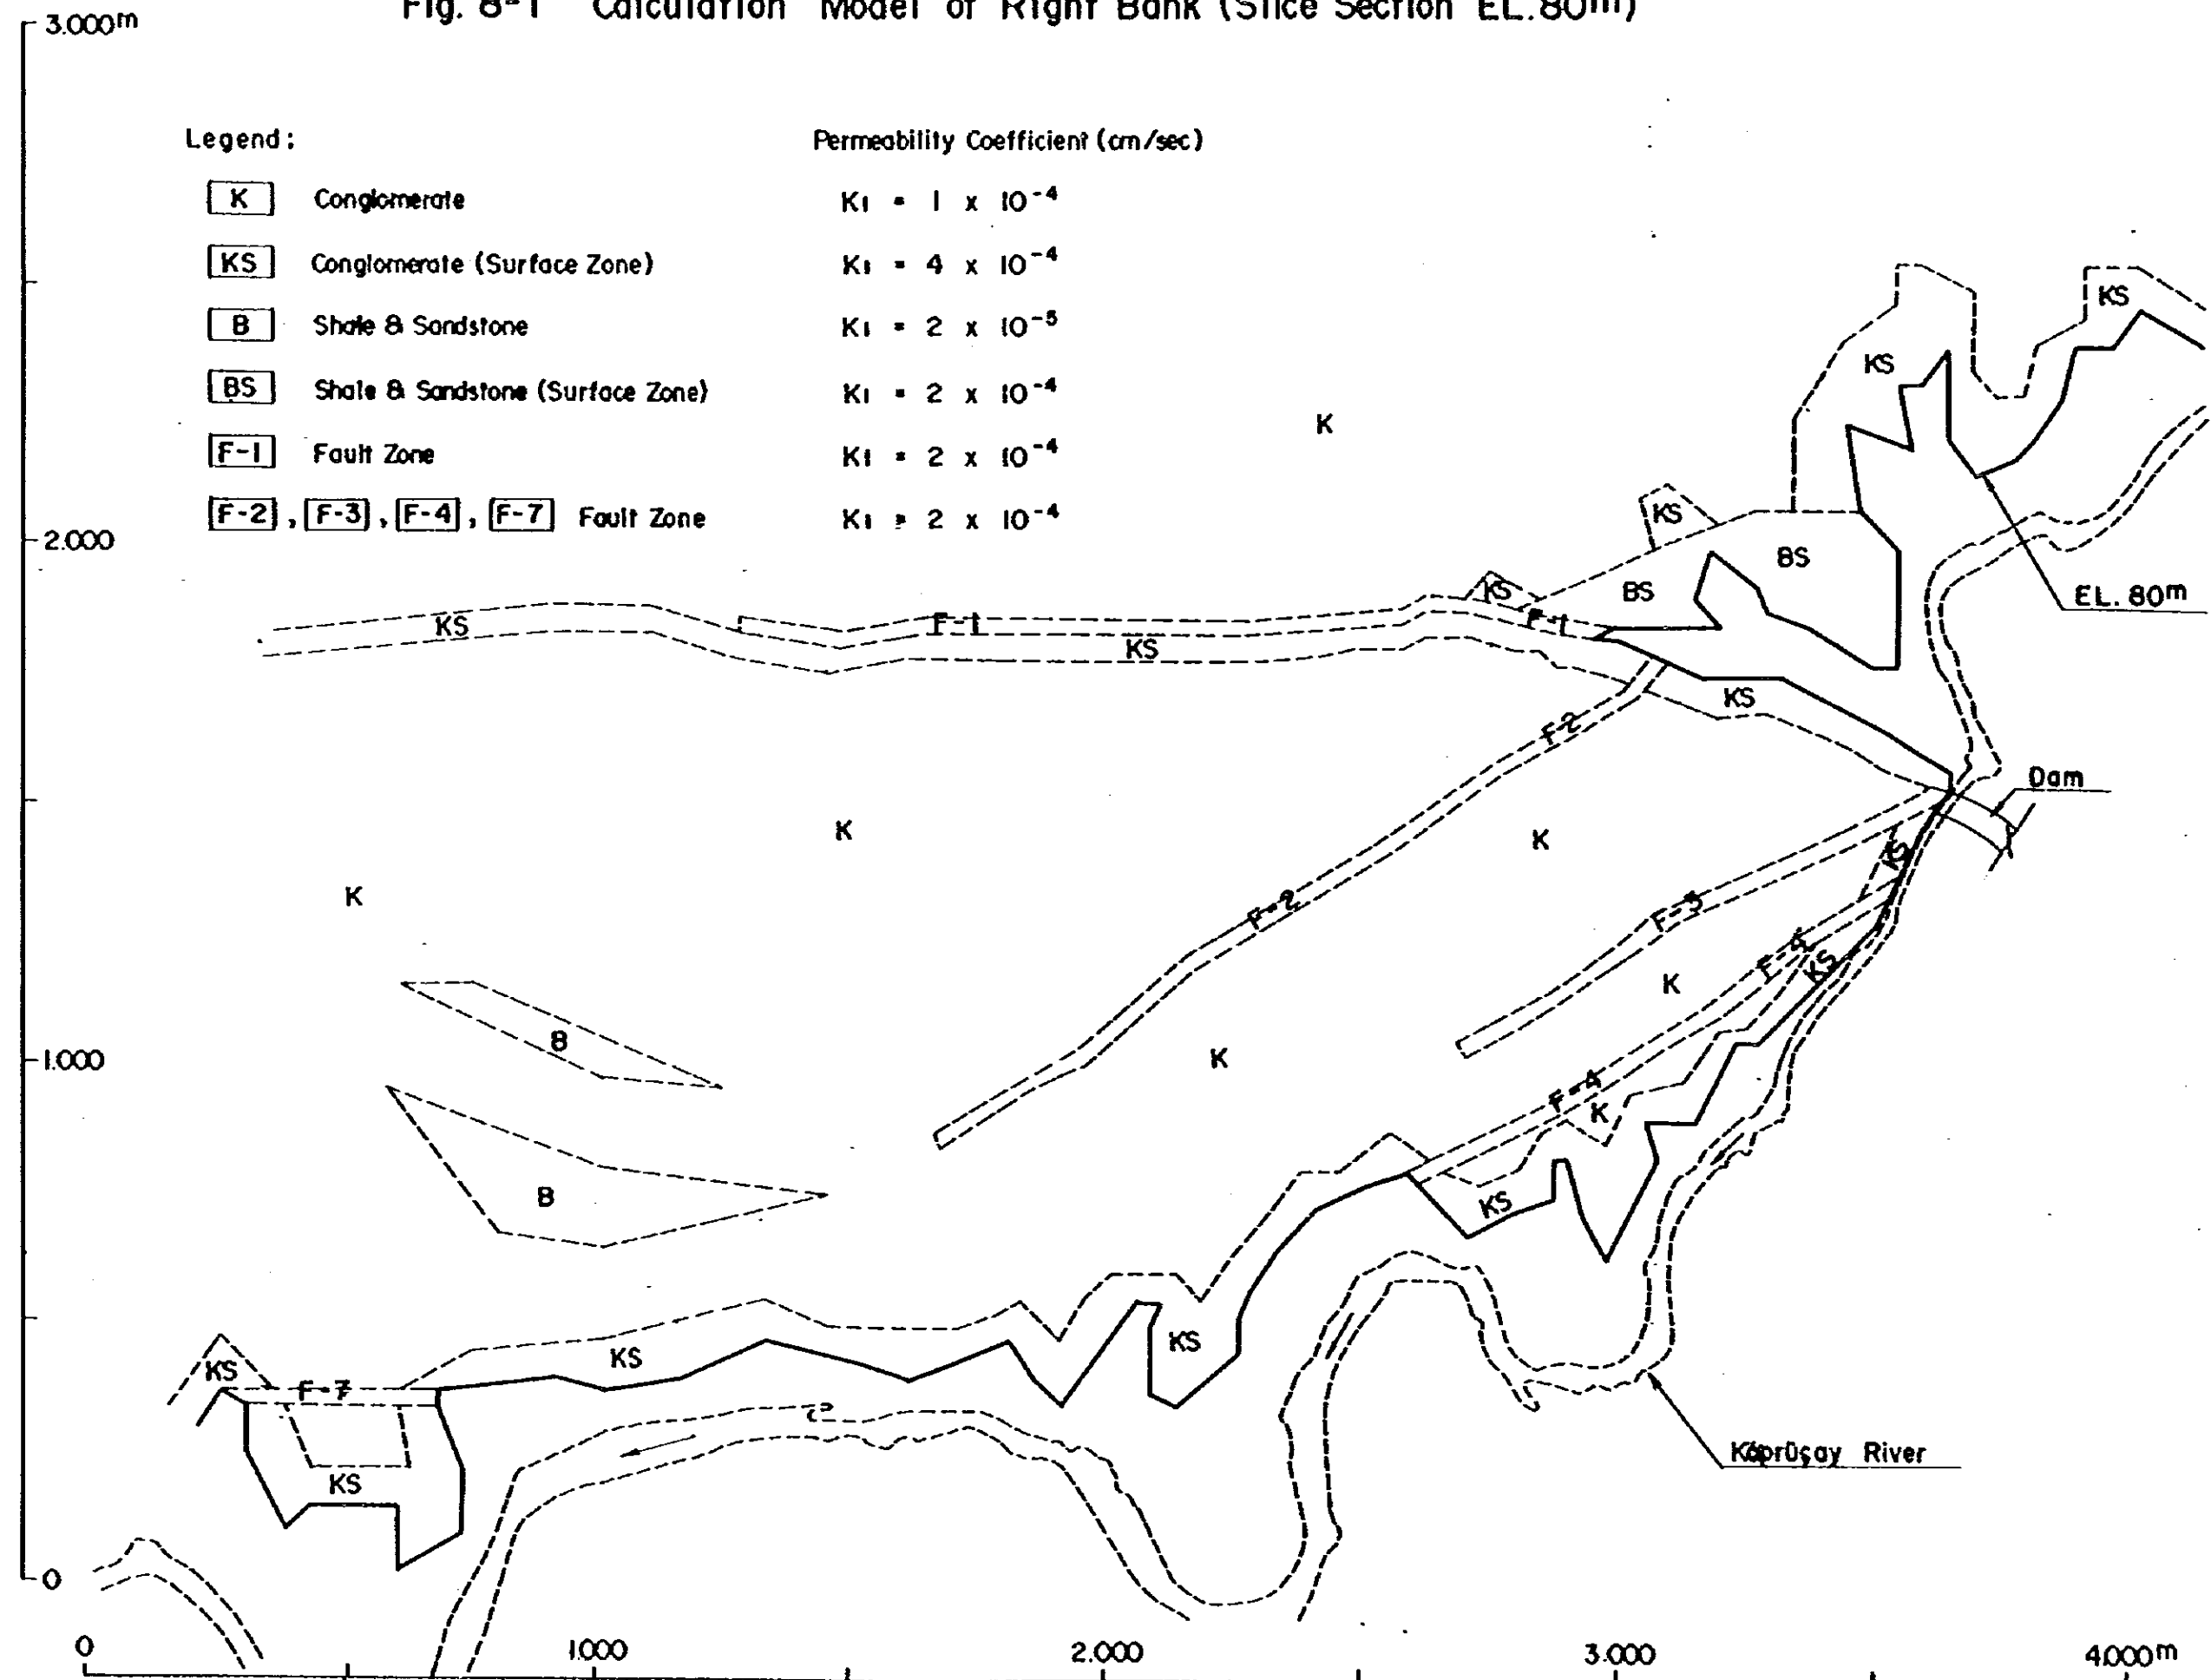 Fig. 8-1 Calculation Model of Right Bank (Slice Section EL.80m)
3.000m
Legend:
Permeability Coefficient (cm/sec)
K Conglomerate K1 = 1 x 10-4
KS Conglomerate (Surface Zone) K1 = 4 x 10-4
B Shale & Sandstone K1 = 2 x 10-5
BS Shale & Sandstone (Surface Zone) K1 = 2 x 10-4
F-1 Fault Zone K1 = 2 x 10-4
F-2, F-3, F-4, F-7 Fault Zone K1 = 2 x 10-4
KS
KS
K
KS
2.000
BS
KS
BS
EL. 80m
KS
F-1
F-1
KS
KS
F-2
Dam
K
K
KS
K
F-2
F-3
F-4
KS
K
B
1.000
K
F-4
K
B
KS
KS
KS
KS
F-7
Köprüçay River
KS
0
0
1.000
2.000
3.000
4.000m